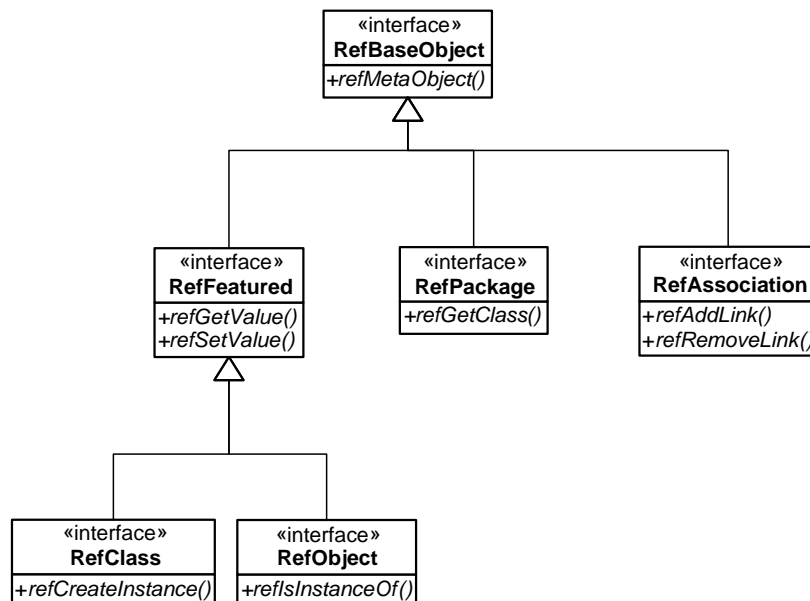 «interface»
RefBaseObject
+refMetaObject()
«interface»
RefFeatured
+refGetValue()
+refSetValue()
«interface»
RefPackage
+refGetClass()
«interface»
RefAssociation
+refAddLink()
+refRemoveLink()
«interface»
RefClass
+refCreateInstance()
«interface»
RefObject
+refIsInstanceOf()